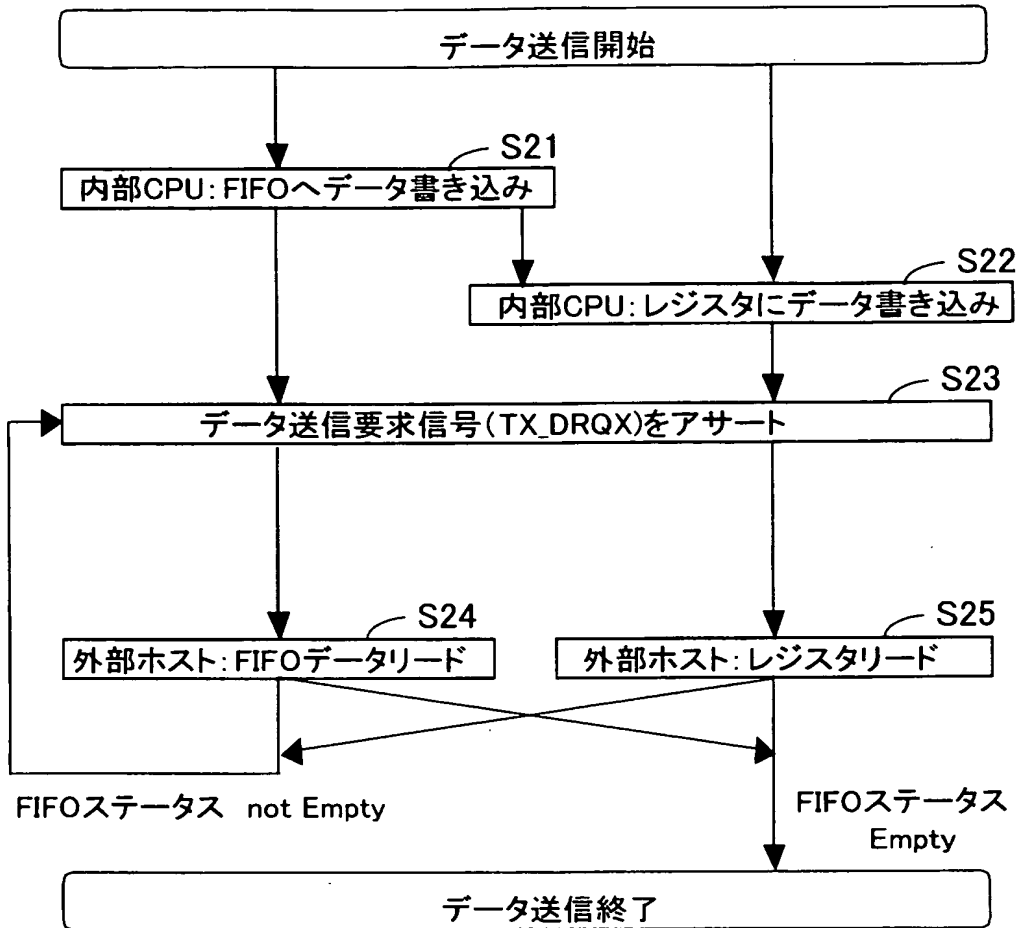 データ送信開始
S21
内部CPU:FIFOへデータ書き込み
S22
内部CPU:レジスタにデータ書き込み
S23
データ送信要求信号(TX_DRQX)をアサート
S24
外部ホスト:FIFOデータリード
S25
外部ホスト:レジスタリード
FIFOステータス not Empty
FIFOステータス
Empty
データ送信終了